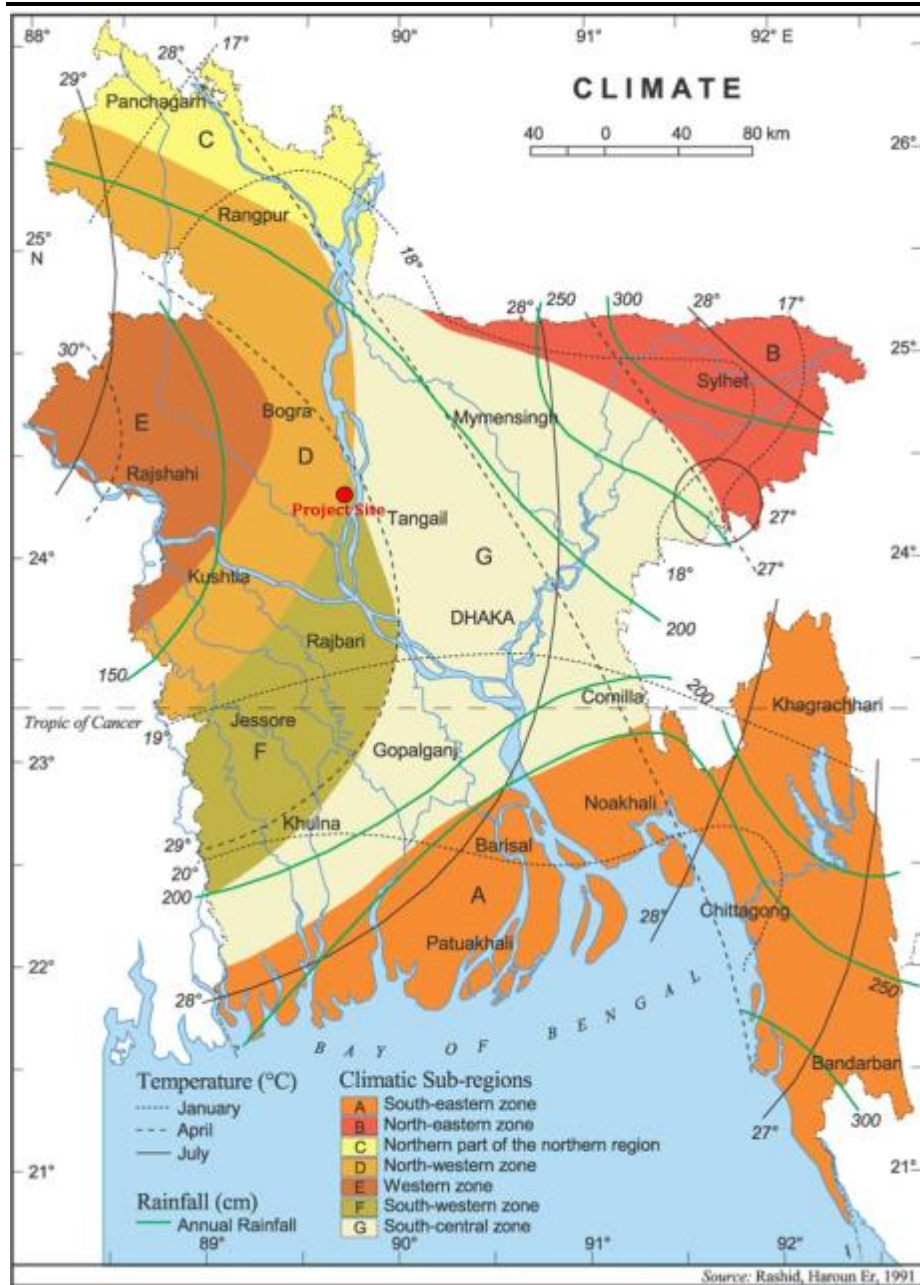 88° 17° 90° 91° 92° E
28°
29°
CLIMATE
Panchagarh
C
40 0 40 80 km
26° 26°
Rangpur
25°
N
18°
28° 250 300 28° 17°
B
25° 25°
30°
Sylhet
Mymensingh
E
Bogra
D
Rajshahi
Project Site
Tangail
27°
24° 24°
G
18° 27°
Kushtia
DHAKA
200
Rajbari
150
Comilla
200
Khagrachhari
Tropic of Cancer
19°
Jessore
23° 23°
F
Gopalganj
Noakhali
Khulna
29°
Barisal
20°
200
A
Chittagong
28°
Patuakhali
22° 22°
28°
250
BAY OF BENGAL
Bandarban
300
27°
Temperature (°C)
January
April
July
Rainfall (cm)
Annual Rainfall
Climatic Sub-regions
A South-eastern zone
B North-eastern zone
C Northern part of the northern region
D North-western zone
E Western zone
F South-western zone
G South-central zone
21° 21°
89° 90° 91° 92°
Source: Rashid, Haroun Er, 1991